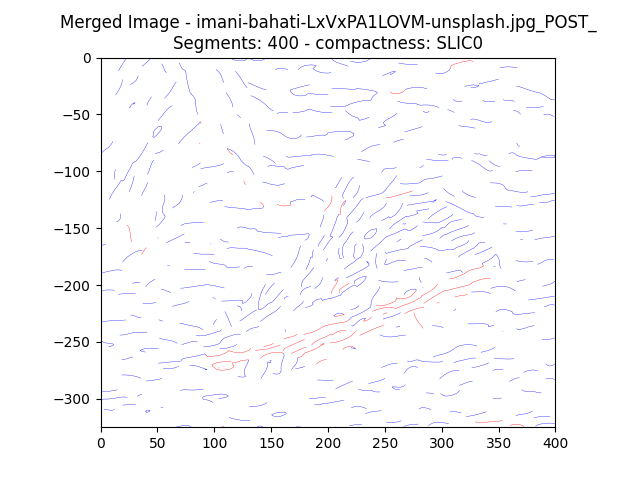 Merged Image - imani-bahati-LxVxPA1LOVM-unsplash.jpg_POST_
Segments: 400 - compactness: SLIC0
0
−50
−100
−150
−200
−250
−300
0 50 100 150 200 250 300 350 400